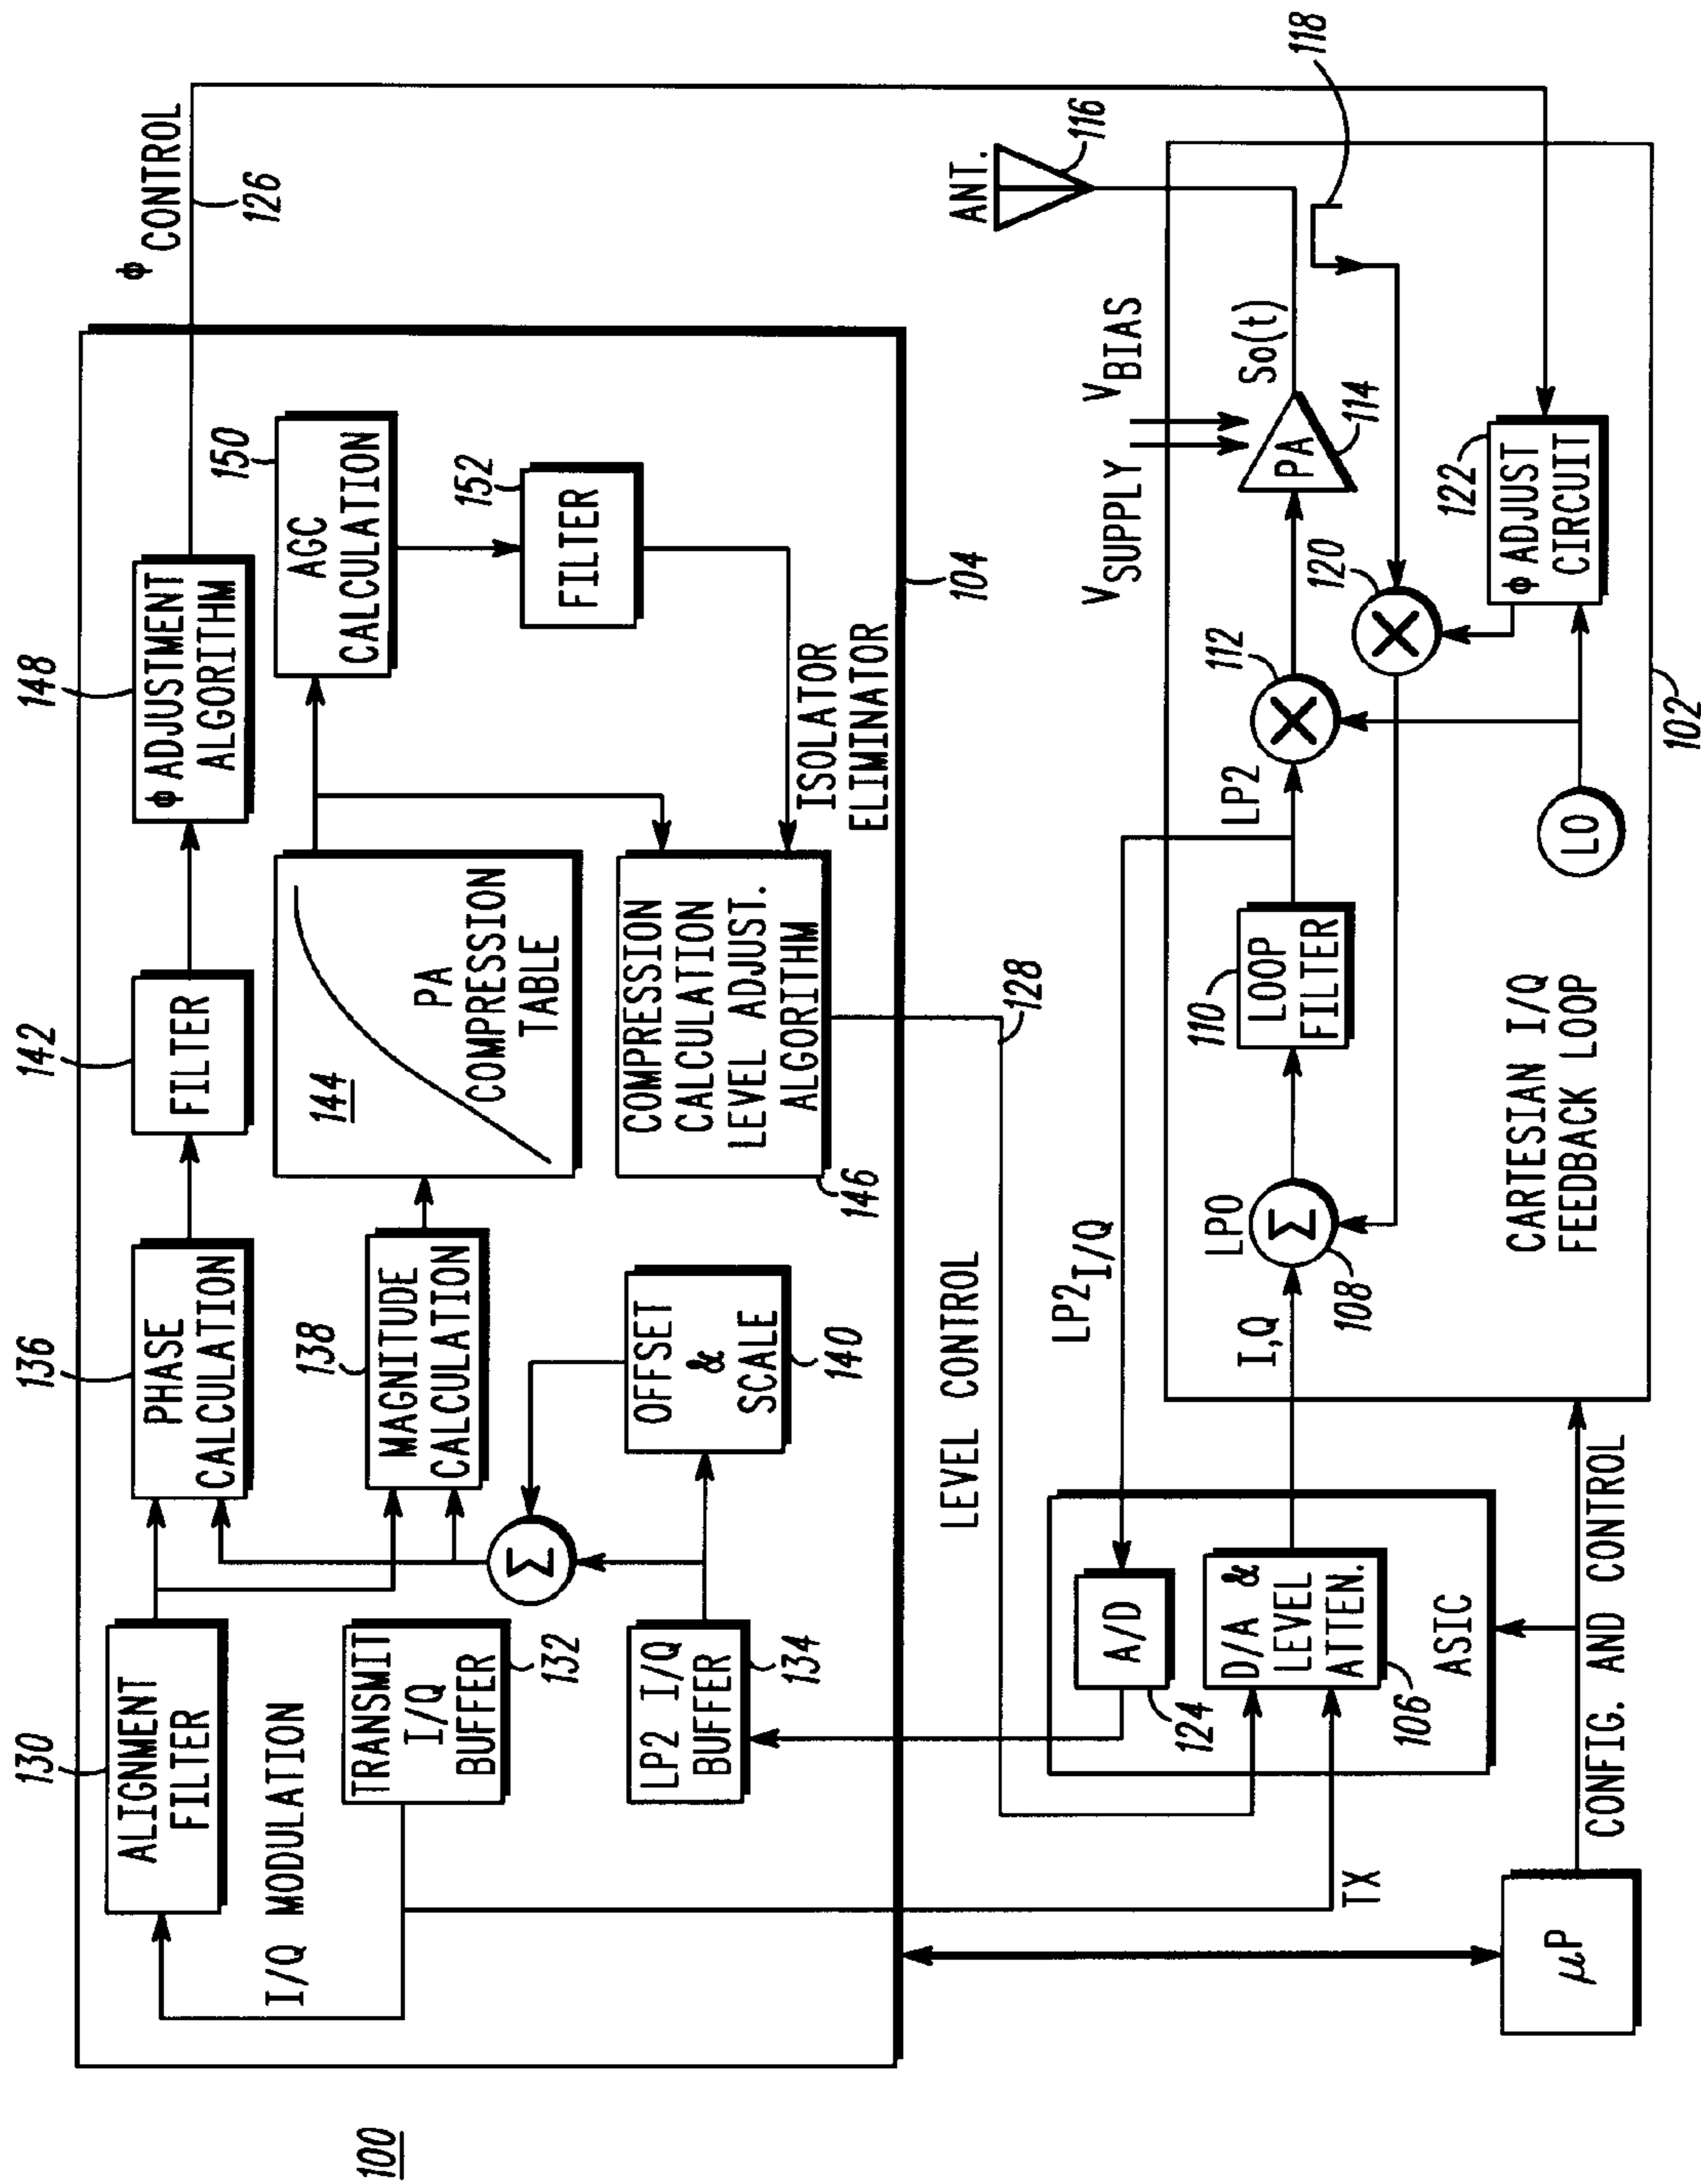 100
130
ALIGNMENT
FILTER
136
PHASE
CALCULATION
142
FILTER
148
ϕ ADJUSTMENT
ALGORITHM
ϕ CONTROL
126
I/Q MODULATION
TRANSMIT
I/Q
BUFFER
132
138
MAGNITUDE
CALCULATION
144
PA
COMPRESSION
TABLE
150
AGC
CALCULATION
152
FILTER
LP2 I/Q
BUFFER
134
Σ
OFFSET
&
SCALE
140
COMPRESSION
CALCULATION
LEVEL ADJUST.
ALGORITHM
146
ISOLATOR
ELIMINATOR
104
LEVEL CONTROL
128
ANT.
116
118
A/D
124
D/A &
LEVEL
ATTEN.
106
ASIC
TX
LP2I/Q
I,Q
LPO
Σ
108
110
LOOP
FILTER
LP2
112
VSUPPLY
VBIAS
PA
114
So(t)
120
122
ϕ ADJUST
CIRCUIT
LO
CARTESIAN I/Q
FEEDBACK LOOP
102
μP
CONFIG. AND CONTROL